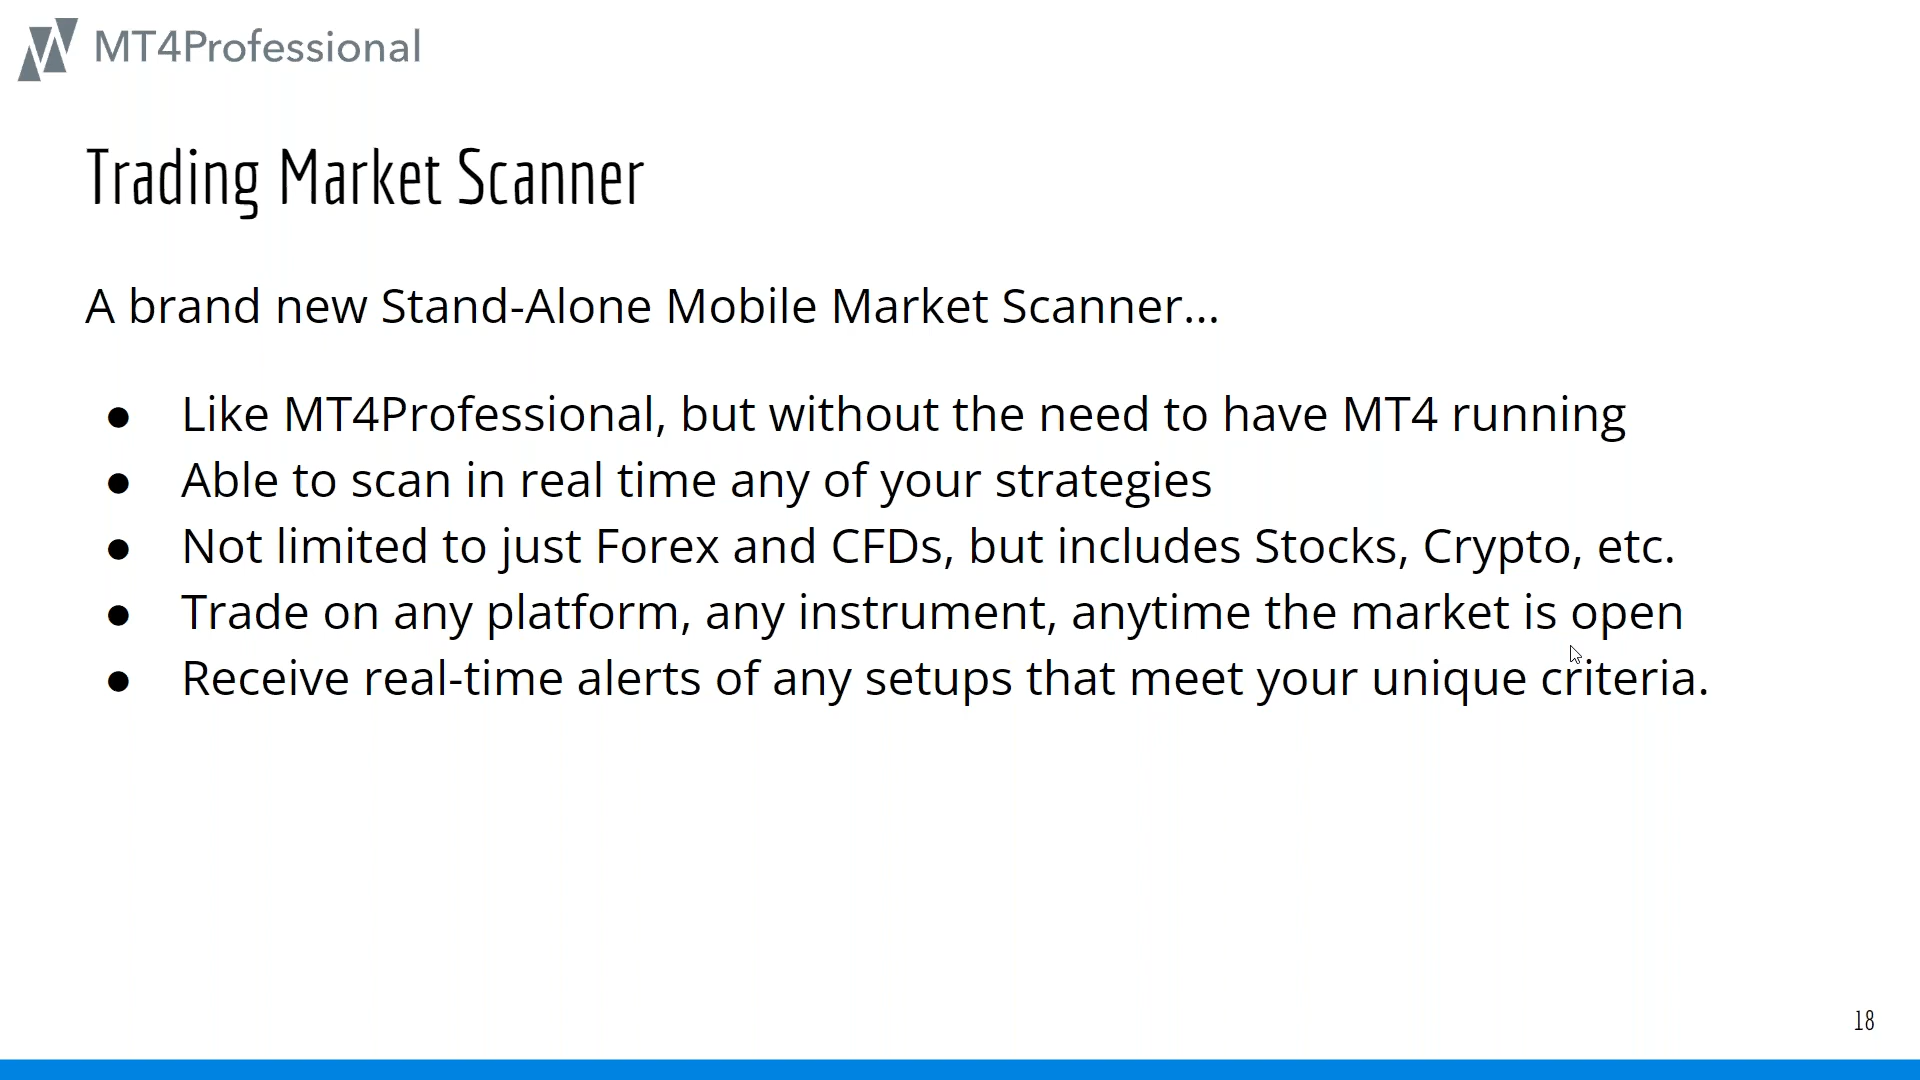 MT4Professional
Trading Market Scanner
A brand new Stand-Alone Mobile Market Scanner...
● Like MT4Professional, but without the need to have MT4 running
● Able to scan in real time any of your strategies
● Not limited to just Forex and CFDs, but includes Stocks, Crypto, etc.
● Trade on any platform, any instrument, anytime the market is open
● Receive real-time alerts of any setups that meet your unique criteria.
18